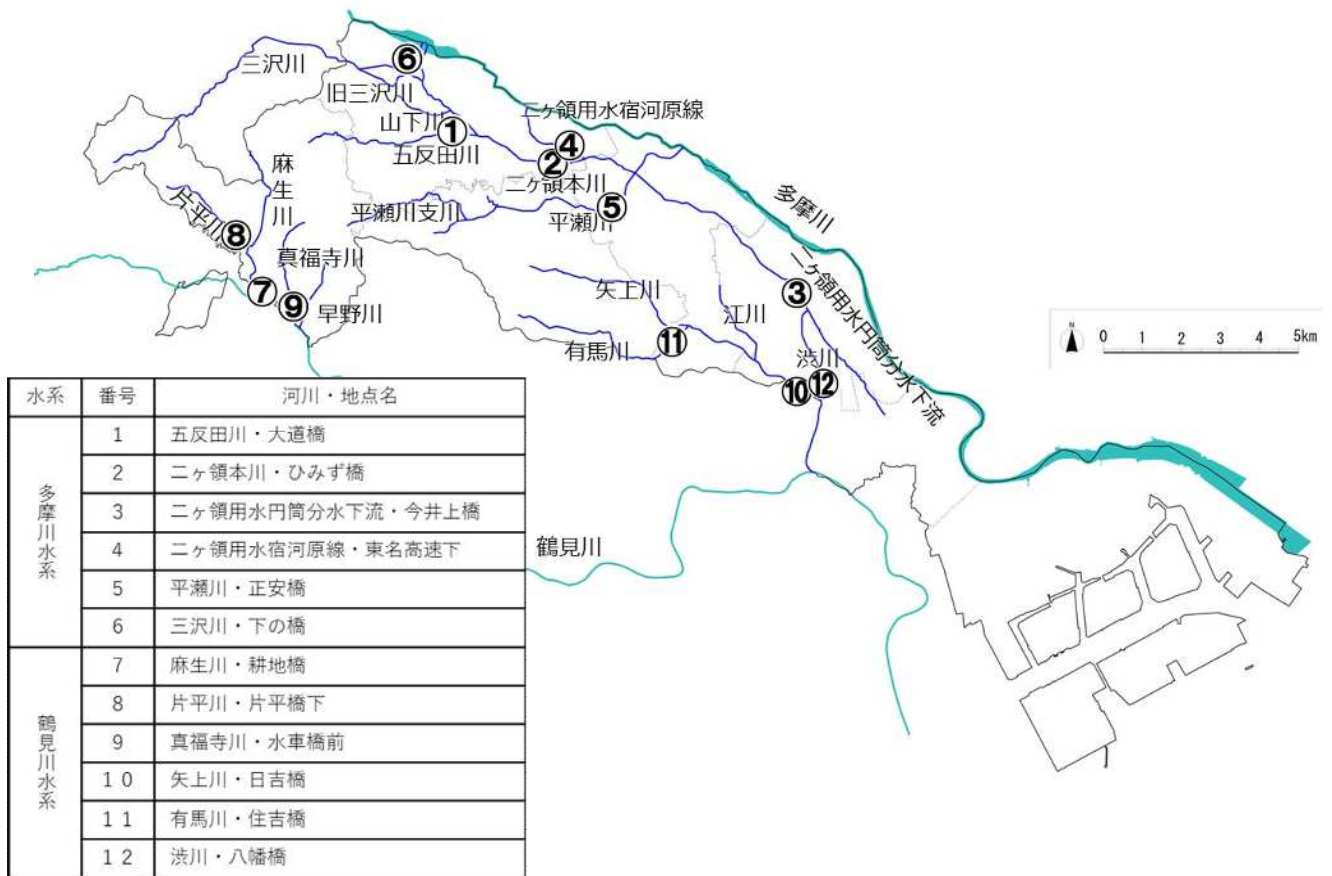 ⑥
三沢川
旧三沢川
二ヶ領用水宿河原線
山下川
①
④
五反田川
②
麻生川
二ヶ領本川
多摩川
片平川
⑧
平瀬川支川
平瀬川
⑤
真福寺川
二ヶ領用水円筒分水下流
⑦
⑨
早野川
矢上川
江川
③
N
0 1 2 3 4 5km
有馬川
⑪
渋川
⑩
⑫
鶴見川
水系 番号 河川・地点名
多摩川水系
1 五反田川・大道橋
2 二ヶ領本川・ひみず橋
3 二ヶ領用水円筒分水下流・今井上橋
4 二ヶ領用水宿河原線・東名高速下
5 平瀬川・正安橋
6 三沢川・下の橋
鶴見川水系
7 麻生川・耕地橋
8 片平川・片平橋下
9 真福寺川・水車橋前
10 矢上川・日吉橋
11 有馬川・住吉橋
12 渋川・八幡橋